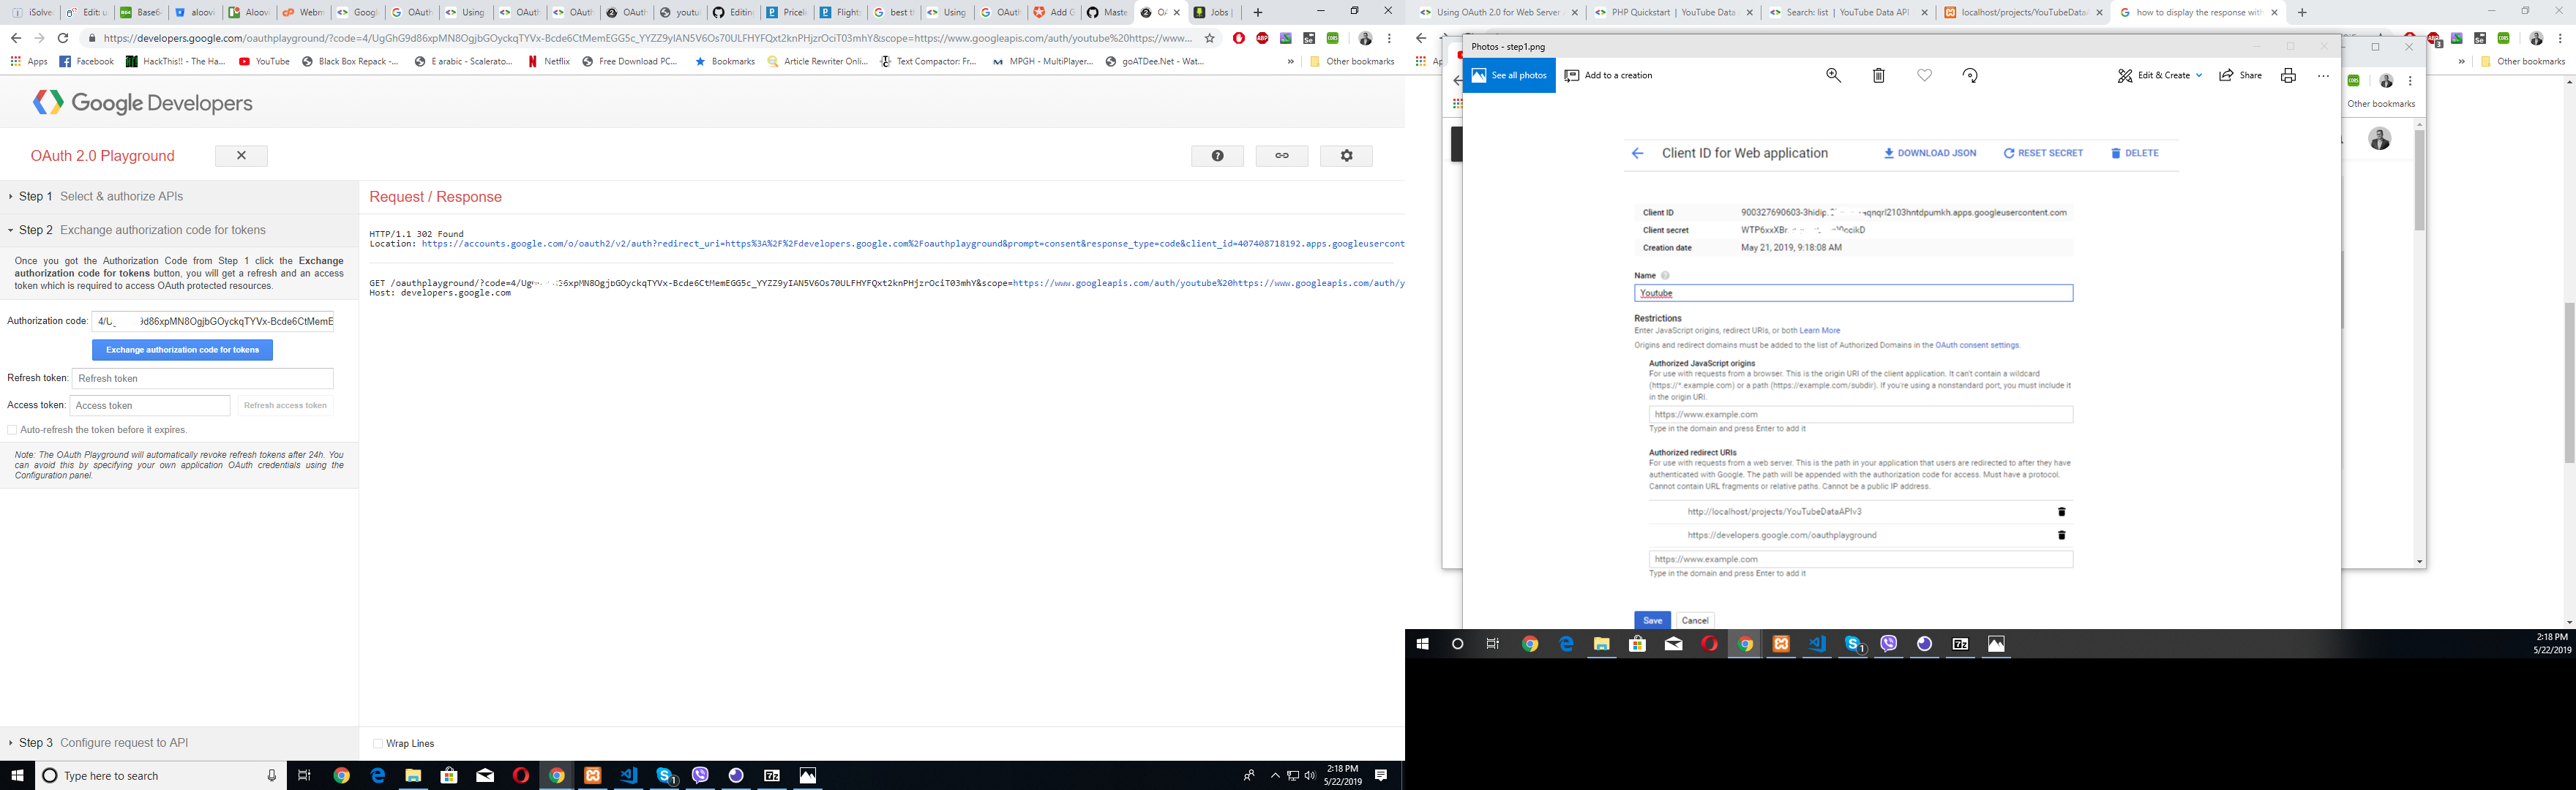 iSolve
Edit u
Base6
aloovi
Aloovi
Webm
Googl
OAuth
Using
OAuth
OAuth
OAuth
youtu
Editin
Priceli
Flights
best th
Using
OAuth
Add G
Maste
OA
Jobs |
https://developers.google.com/oauthplayground/?code=4/UgGhG9d86xpMN8OgjbGOyckqTYVx-Bcde6CtMemEGG5c_YYZZ9yIAN5V6Os70ULFHYFQxt2knPHjzrOciT03mhY&scope=https://www.googleapis.com/auth/youtube%20https://www...
Apps
Facebook
HackThis!! - The Ha...
YouTube
Black Box Repack -...
E arabic - Scalerato...
Netflix
Free Download PC...
Bookmarks
Article Rewriter Onli...
Text Compactor: Fr...
MPGH - MultiPlayer...
goATDee.Net - Wat...
» Other bookmarks
Google Developers
OAuth 2.0 Playground
Step 1 Select & authorize APIs
Step 2 Exchange authorization code for tokens
Once you got the Authorization Code from Step 1 click the Exchange
authorization code for tokens button, you will get a refresh and an access
token which is required to access OAuth protected resources.
Authorization code: 4/U 9d86xpMN8OgjbGOyckqTYVx-Bcde6CtMemE
Exchange authorization code for tokens
Refresh token: Refresh token
Access token: Access token Refresh access token
Auto-refresh the token before it expires.
Note: The OAuth Playground will automatically revoke refresh tokens after 24h. You
can avoid this by specifying your own application OAuth credentials using the
Configuration panel.
Step 3 Configure request to API
Request / Response
HTTP/1.1 302 Found
Location: https://accounts.google.com/o/oauth2/v2/auth?redirect_uri=https%3A%2F%2Fdevelopers.google.com%2Foauthplayground&prompt=consent&response_type=code&client_id=407408718192.apps.googleusercont
GET /oauthplayground/?code=4/Ug 36xpMN8OgjbGOyckqTYVx-Bcde6CtMemEGG5c_YYZZ9yIAN5V6Os70ULFHYFQxt2knPHjzrOciT03mhY&scope=https://www.googleapis.com/auth/youtube%20https://www.googleapis.com/auth/y
Host: developers.google.com
Wrap Lines
Type here to search
2:18 PM
5/22/2019
Using OAuth 2.0 for Web Server
PHP Quickstart | YouTube Data
Search: list | YouTube Data API
localhost/projects/YouTubeData
how to display the response with
» Other bookmarks
Other bookmarks
Photos - step1.png
See all photos
Add to a creation
Edit & Create
Share
Client ID for Web application
DOWNLOAD JSON
RESET SECRET
DELETE
Client ID 900327690603-3hidip qnqrl2103hntdpumkh.apps.googleusercontent.com
Client secret WTP6xxXBr ccikD
Creation date May 21, 2019, 9:18:08 AM
Name
Youtube
Restrictions
Enter JavaScript origins, redirect URIs, or both Learn More
Origins and redirect domains must be added to the list of Authorized Domains in the OAuth consent settings.
Authorized JavaScript origins
For use with requests from a browser. This is the origin URI of the client application. It can't contain a wildcard
(https://*.example.com) or a path (https://example.com/subdir). If you're using a nonstandard port, you must include it
in the origin URI.
https://www.example.com
Type in the domain and press Enter to add it
Authorized redirect URIs
For use with requests from a web server. This is the path in your application that users are redirected to after they have
authenticated with Google. The path will be appended with the authorization code for access. Must have a protocol.
Cannot contain URL fragments or relative paths. Cannot be a public IP address.
http://localhost/projects/YouTubeDataAPIv3
https://developers.google.com/oauthplayground
https://www.example.com
Type in the domain and press Enter to add it
Save
Cancel
2:18 PM
5/22/2019